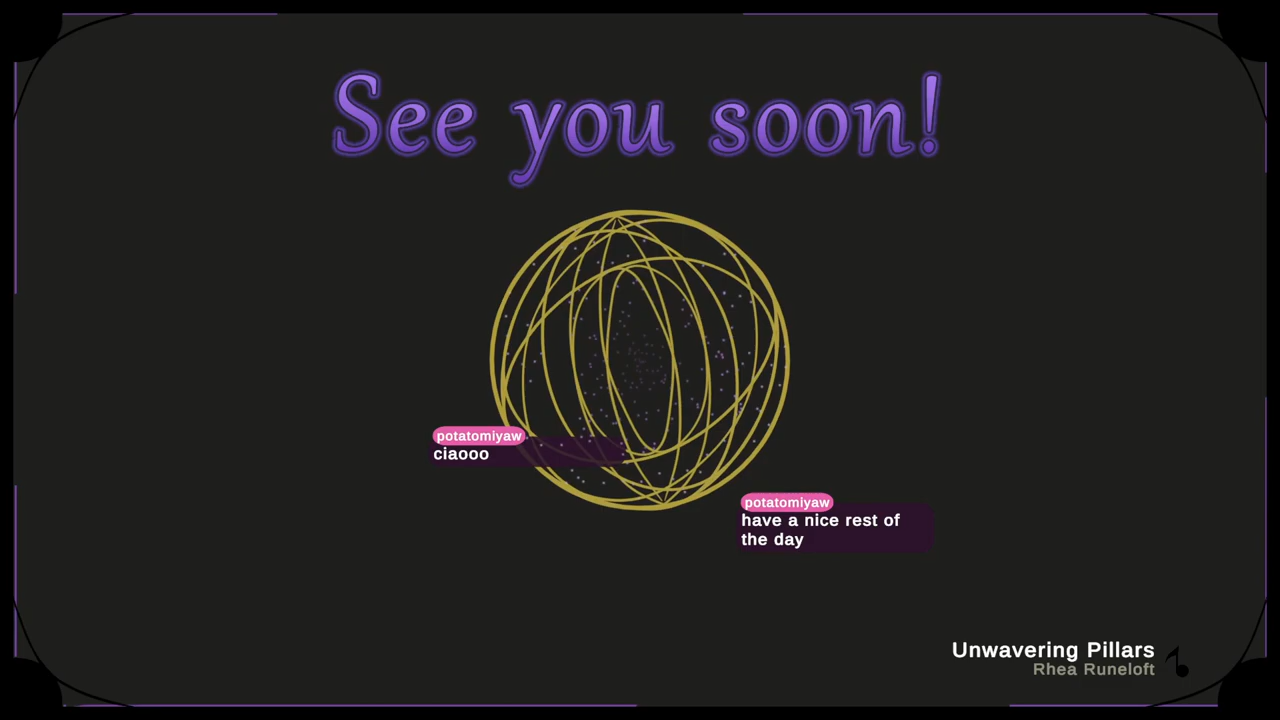 See you soon!
potatomiyaw
ciaooo
potatomiyaw
have a nice rest of
the day
Unwavering Pillars
Rhea Runeloft